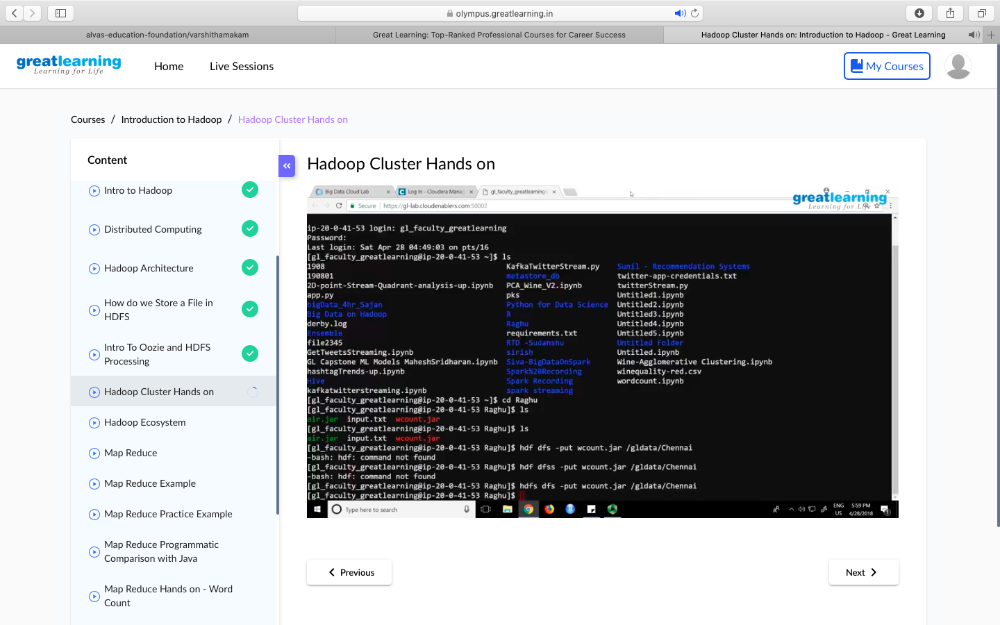 olympus.greatlearning.in
alvas-education-foundation/varshithamakam
Great Learning: Top-Ranked Professional Courses for Career Success
Hadoop Cluster Hands on: Introduction to Hadoop - Great Learning
greatlearning
Learning for Life
Home
Live Sessions
My Courses
Courses / Introduction to Hadoop / Hadoop Cluster Hands on
Content
Intro to Hadoop
Distributed Computing
Hadoop Architecture
How do we Store a File in
HDFS
Intro To Oozie and HDFS
Processing
Hadoop Cluster Hands on
Hadoop Ecosystem
Map Reduce
Map Reduce Example
Map Reduce Practice Example
Map Reduce Programmatic
Comparison with Java
Map Reduce Hands on - Word
Count
Hadoop Cluster Hands on
Big Data Cloud Lab
Log In - Cloudera Manag
gl_faculty_greatlearning
greatlearning
Learning for Life
Secure | https://gl-lab.cloudenablers.com:50002
ip-20-0-41-53 login: gl_faculty_greatlearning
Password:
Last login: Sat Apr 28 04:49:03 on pts/16
[gl_faculty_greatlearning@ip-20-0-41-53 ~]$ ls
1908 KafkaTwitterStream.py Sunil - Recommendation Systems
190801 metastore_db twitter-app-credentials.txt
2D-point-Stream-Quadrant-analysis-up.ipynb PCA_Wine_V2.ipynb twitterStream.py
app.py pks Untitled1.ipynb
bigData_4hr_Sajan Python for Data Science Untitled2.ipynb
Big Data on Hadoop R Untitled3.ipynb
derby.log Raghu Untitled4.ipynb
Ensemble requirements.txt Untitled5.ipynb
file2345 RTD -Sudanshu Untitled Folder
GetTweetsStreaming.ipynb sirish Untitled.ipynb
GL Capstone ML Models MaheshSridharan.ipynb Siva-BigDataOnSpark Wine-Agglomerative Clustering.ipynb
hashtagTrends-up.ipynb Spark%20Recording winequality-red.csv
Hive Spark Recording wordcount.ipynb
kafkatwitterstreaming.ipynb spark streaming
[gl_faculty_greatlearning@ip-20-0-41-53 ~]$ cd Raghu
[gl_faculty_greatlearning@ip-20-0-41-53 Raghu]$ ls
air.jar input.txt wcount.jar
[gl_faculty_greatlearning@ip-20-0-41-53 Raghu]$ ls
air.jar input.txt wcount.jar
[gl_faculty_greatlearning@ip-20-0-41-53 Raghu]$ hdf dfs -put wcount.jar /gldata/Chennai
-bash: hdf: command not found
[gl_faculty_greatlearning@ip-20-0-41-53 Raghu]$ hdf dfss -put wcount.jar /gldata/Chennai
-bash: hdf: command not found
[gl_faculty_greatlearning@ip-20-0-41-53 Raghu]$ hdfs dfs -put wcount.jar /gldata/Chennai
[gl_faculty_greatlearning@ip-20-0-41-53 Raghu]$
Type here to search
ENG 5:59 PM
US 4/28/2018
Previous
Next